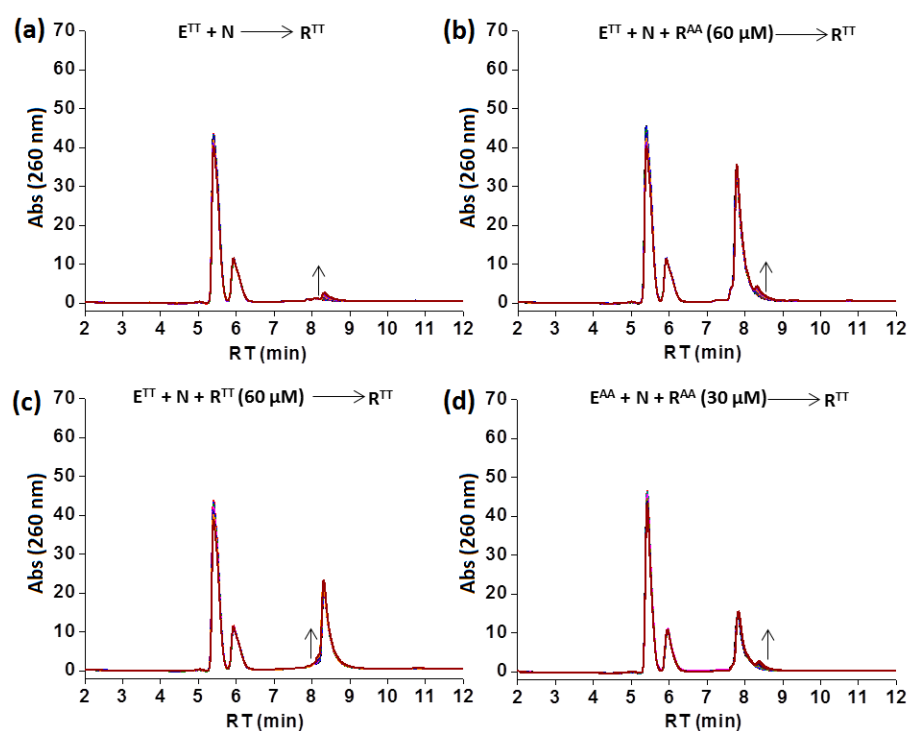 (a)
E^TT + N ⟶ R^TT
70
60
50
40
30
20
10
0
Abs (260 nm)
2 3 4 5 6 7 8 9 10 11 12
RT (min)
(b)
E^TT + N + R^AA (60 µM) ⟶ R^TT
70
60
50
40
30
20
10
0
Abs (260 nm)
2 3 4 5 6 7 8 9 10 11 12
RT (min)
(c)
E^TT + N + R^TT (60 µM) ⟶ R^TT
70
60
50
40
30
20
10
0
Abs (260 nm)
2 3 4 5 6 7 8 9 10 11 12
RT (min)
(d)
E^AA + N + R^AA (30 µM) ⟶ R^TT
70
60
50
40
30
20
10
0
Abs (260 nm)
2 3 4 5 6 7 8 9 10 11 12
RT (min)